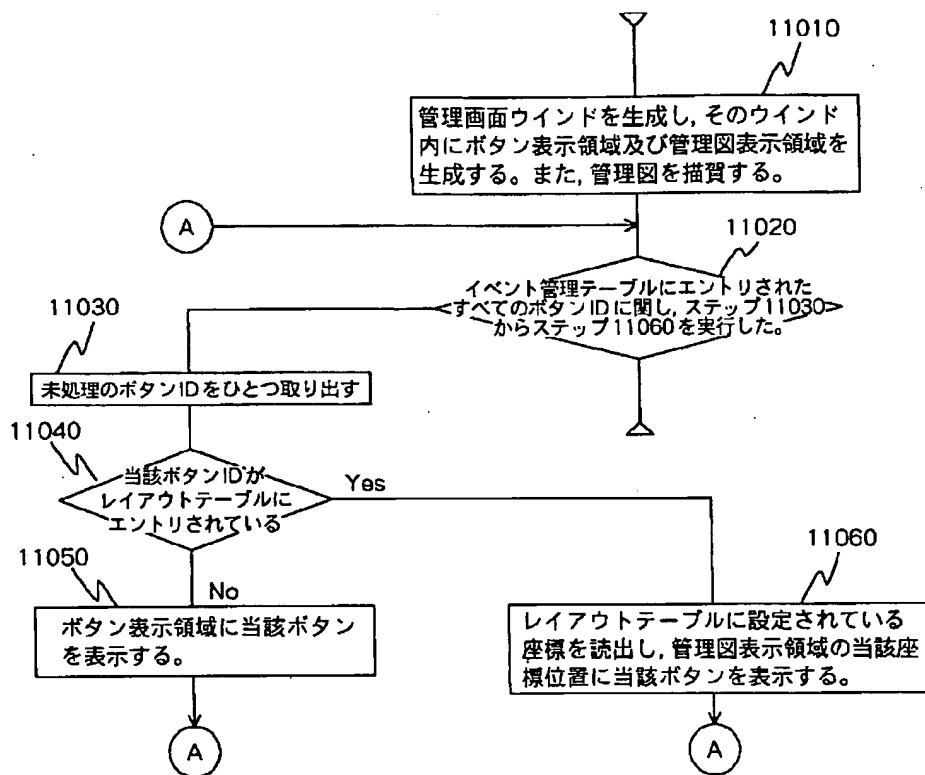 11010
管理画面ウインドを生成し,そのウインド
内にボタン表示領域及び管理図表示領域を
生成する。また,管理図を描賀する。
A
11020
イベント管理テーブルにエントリされた
すべてのボタンIDに関し,ステップ11030
からステップ11060を実行した。
11030
未処理のボタンIDをひとつ取り出す
11040
当該ボタンIDが
レイアウトテーブルに
エントリされている
Yes
No
11050
ボタン表示領域に当該ボタン
を表示する。
A
11060
レイアウトテーブルに設定されている
座標を読出し,管理図表示領域の当該座
標位置に当該ボタンを表示する。
A